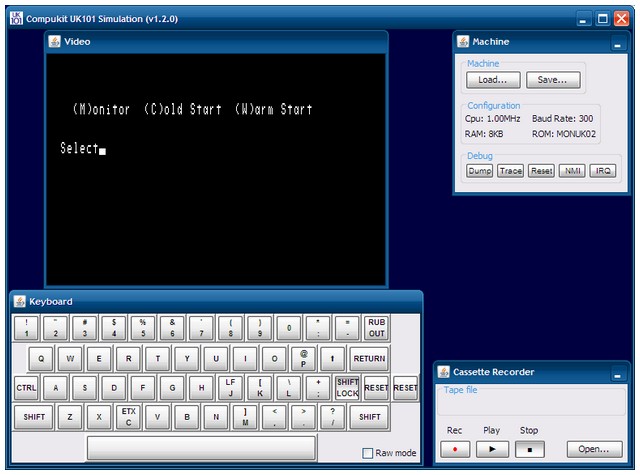 Compukit UK101 Simulation (v1.2.0)
Video
(M)onitor (C)old Start (W)arm Start
Select
Machine
Machine
Load... Save...
Configuration
Cpu: 1.00MHz Baud Rate: 300
RAM: 8KB ROM: MONUK02
Debug
Dump Trace Reset NMI IRQ
Keyboard
! " # $ % & ' ( ) * = RUB
1 2 3 4 5 6 7 8 9 0 : - OUT
Q W E R T Y U I O @ P ↑ RETURN
CTRL A S D F G H LF J [ K \ L + ; SHIFT LOCK RESET RESET
SHIFT Z X ETX C V B N ] M < , > . ? / SHIFT
Raw mode
Cassette Recorder
Tape file
Rec Play Stop
Open...